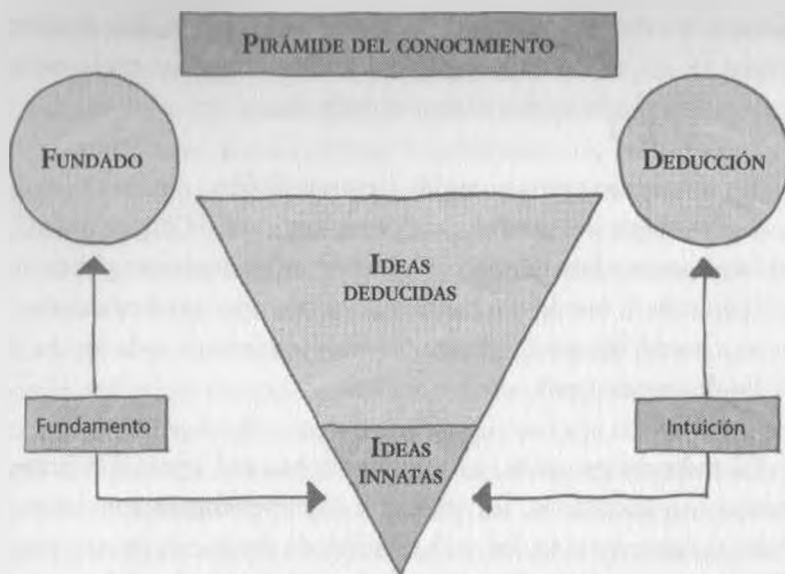 PIRÁMIDE DEL CONOCIMIENTO
FUNDADO
DEDUCCIÓN
IDEAS
DEDUCIDAS
Fundamento
Intuición
IDEAS
INNATAS